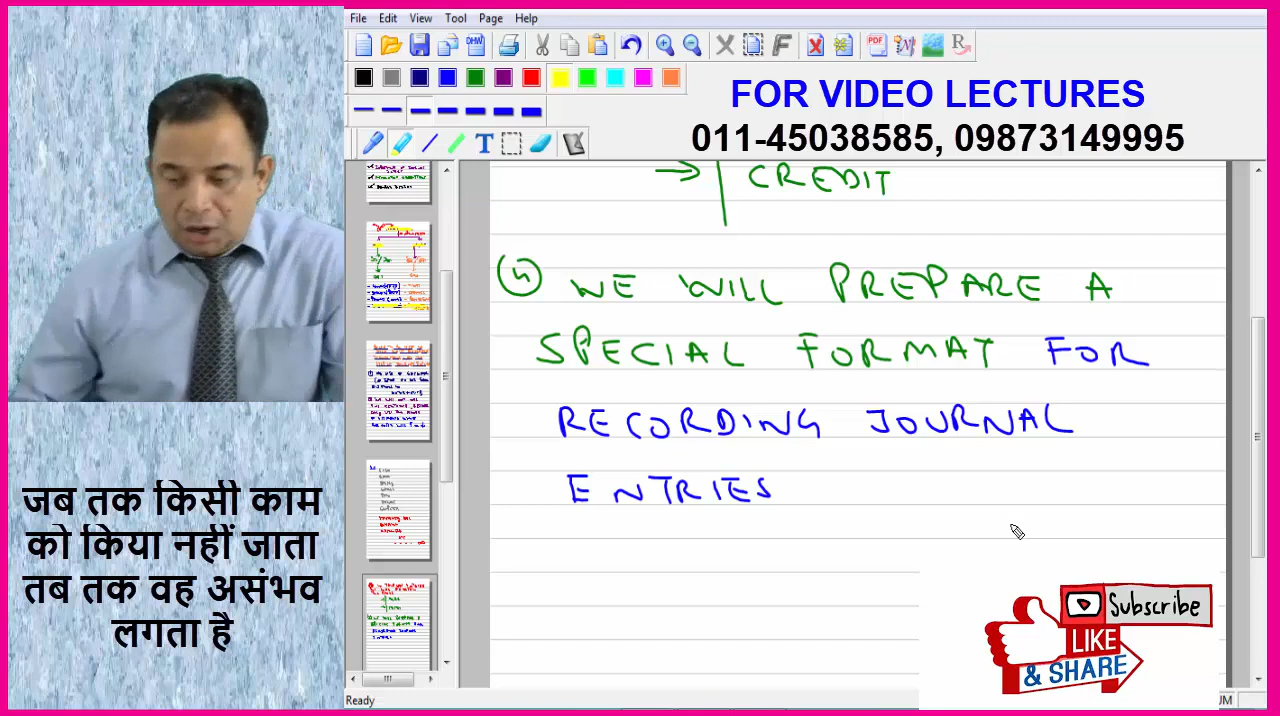 File Edit View Tool Page Help
FOR VIDEO LECTURES
011-45038585, 09873149995
→ CREDIT
(4) WE WILL PREPARE A
SPECIAL FORMAT FOR
RECORDING JOURNAL
ENTRIES
जब तक किसी काम
को किया नहीं जाता
तब तक वह असंभव
लगता है
Subscribe
LIKE
& SHARE
Ready